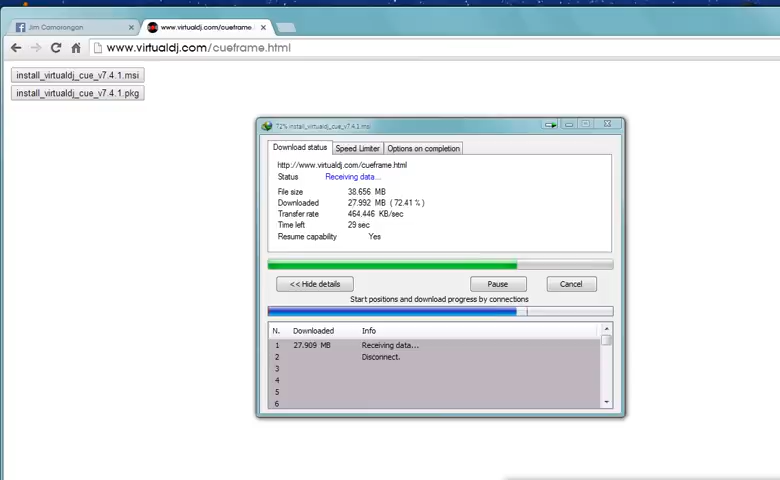 Jim Camorongan
www.virtualdj.com/cueframe.h
www.virtualdj.com/cueframe.html
install_virtualdj_cue_v7.4.1.msi
install_virtualdj_cue_v7.4.1.pkg
72% install_virtualdj_cue_v7.4.1.msi
Download status Speed Limiter Options on completion
http://www.virtualdj.com/cueframe.html
Status Receiving data...
File size 38.656 MB
Downloaded 27.992 MB ( 72.41 % )
Transfer rate 464.446 KB/sec
Time left 29 sec
Resume capability Yes
<< Hide details Pause Cancel
Start positions and download progress by connections
N. Downloaded Info
1 27.909 MB Receiving data...
2 Disconnect.
3
4
5
6